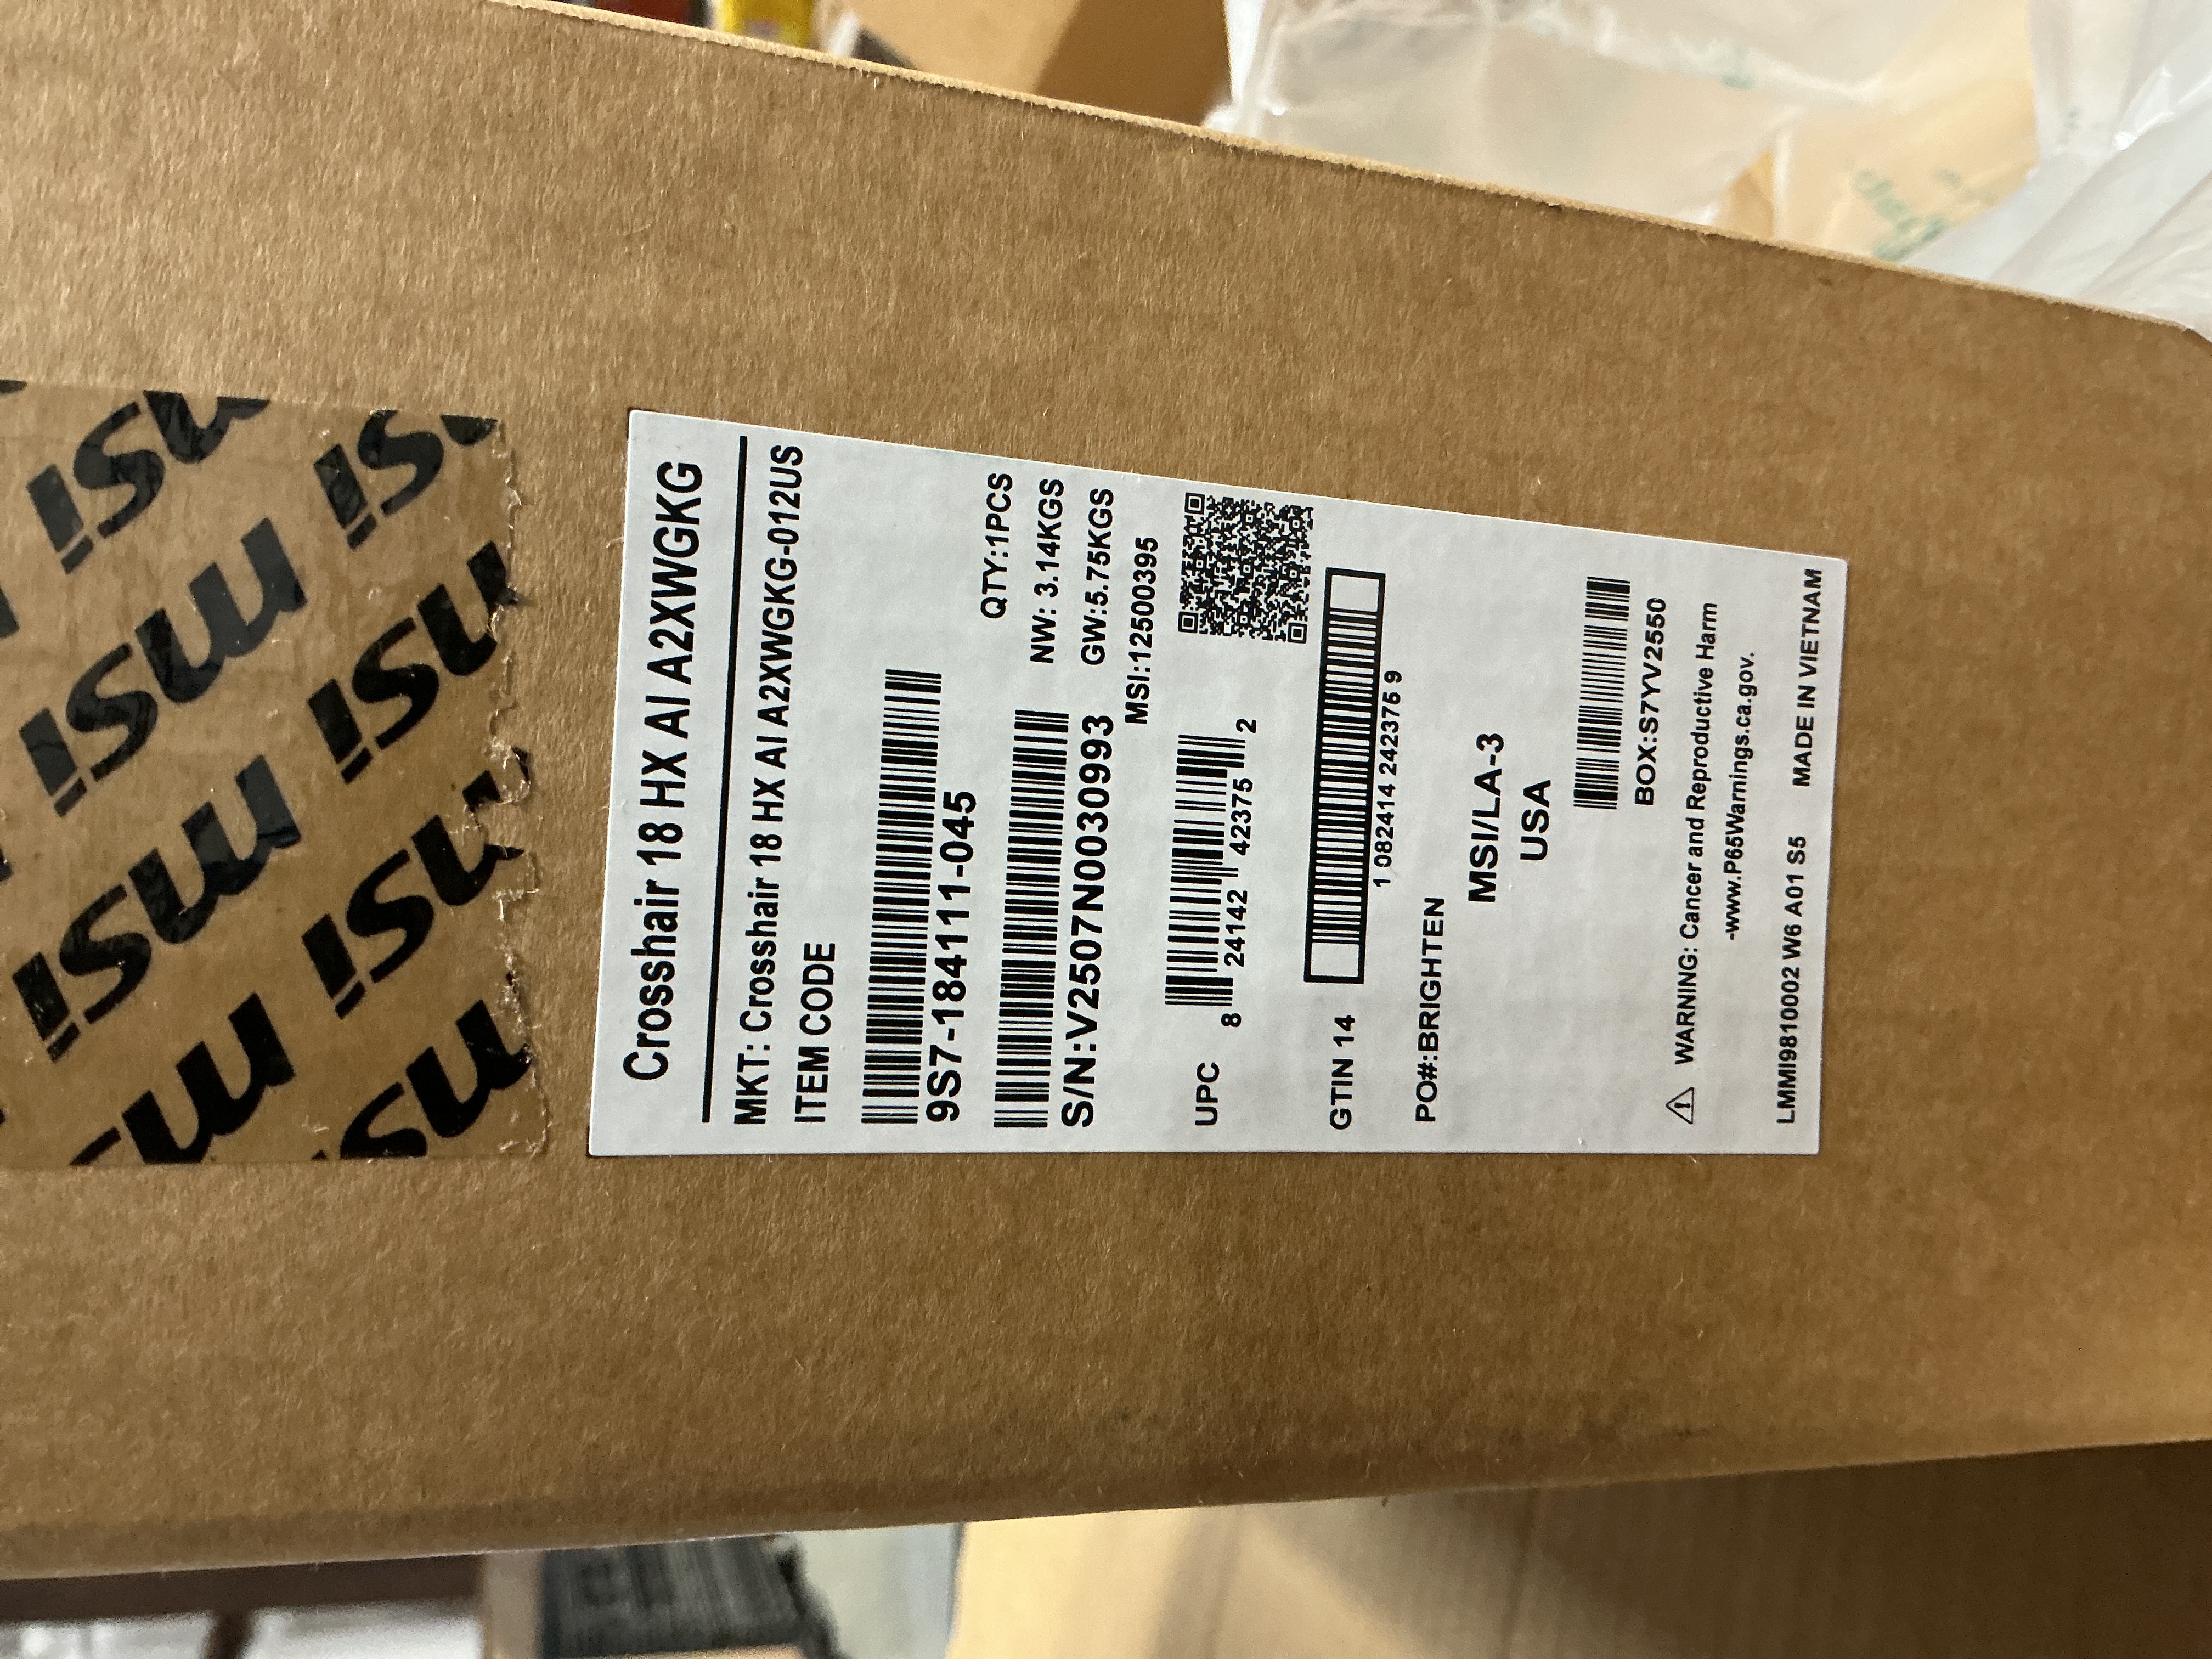 Crosshair 18 HX AI A2XWGKG
MKT: Crosshair 18 HX AI A2XWGKG-012US
ITEM CODE
9S7-184111-045
QTY:1PCS
S/N:V2507N0030993
NW: 3.14KGS
GW:5.75KGS
MSI:12500395
UPC
8 24142 42375 2
GTIN 14
1 082414 242375 9
PO#:BRIGHTEN
MSI/LA-3
USA
BOX:S7YV2550
WARNING: Cancer and Reproductive Harm
-www.P65Warnings.ca.gov.
LMMI9810002 W6 A01 S5 MADE IN VIETNAM
msi
msi
msi
msi
msi
msi